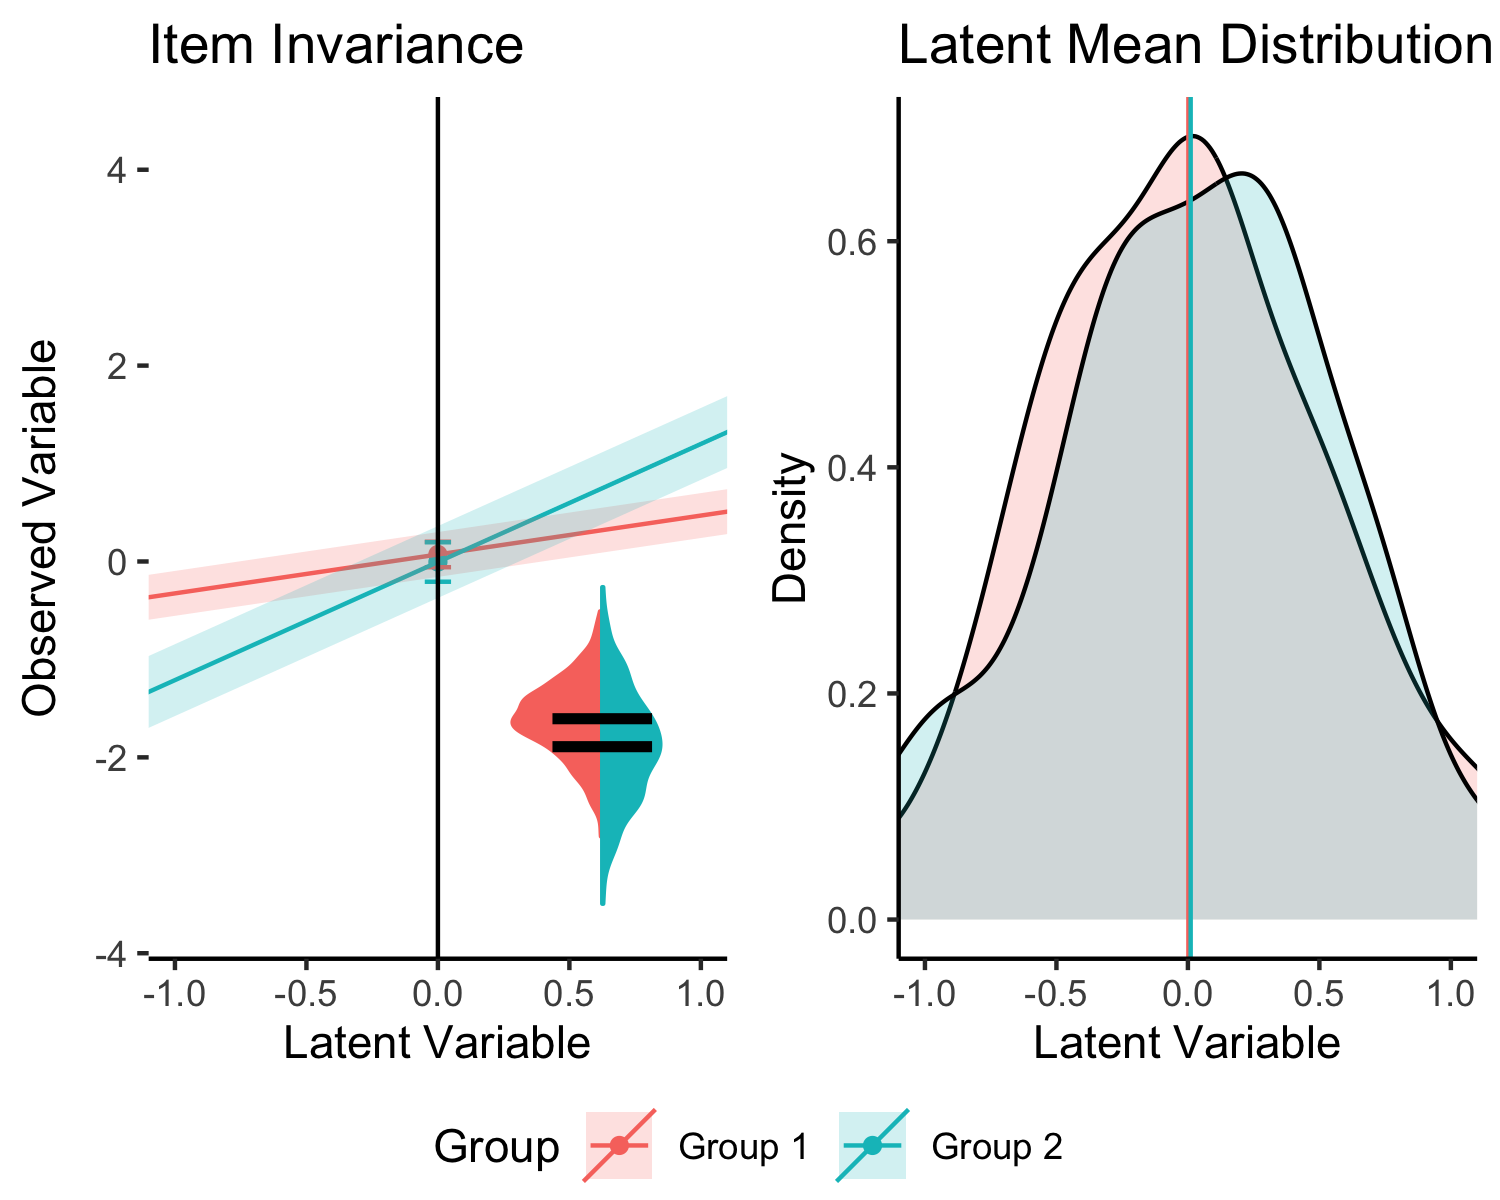 Item Invariance
Observed Variable
4
2
0
-2
-4
-1.0 -0.5 0.0 0.5 1.0
Latent Variable
Latent Mean Distribution
Density
0.6
0.4
0.2
0.0
-1.0 -0.5 0.0 0.5 1.0
Latent Variable
Group Group 1 Group 2